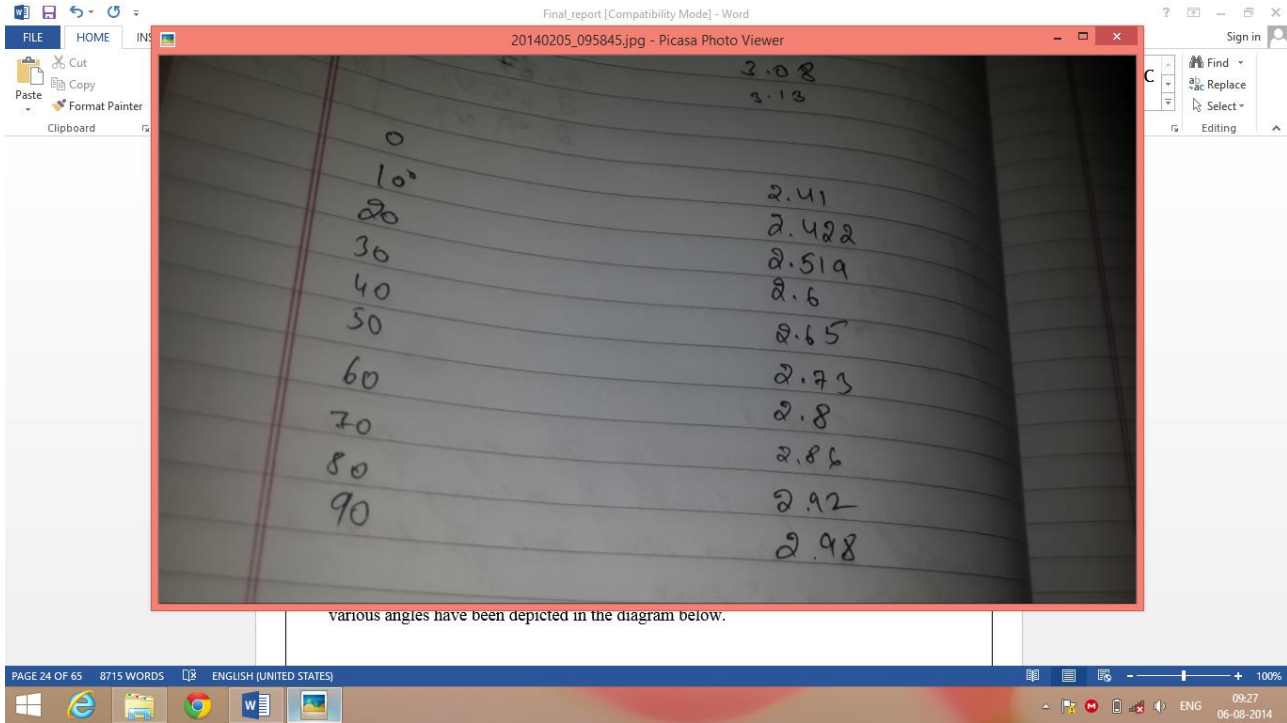 Final_report [Compatibility Mode] - Word
FILE HOME INS
20140205_095845.jpg - Picasa Photo Viewer
Sign in
Cut
Copy
Format Painter
Paste
Clipboard
C
Find
Replace
Select
Editing
3.08
3.13
0
10° 2.41
20 2.422
30 2.519
40 2.6
50 2.65
60 2.73
70 2.8
80 2.86
90 2.92
2.98
various angles have been depicted in the diagram below.
PAGE 24 OF 65 8715 WORDS ENGLISH (UNITED STATES) 100%
ENG 09:27
06-08-2014